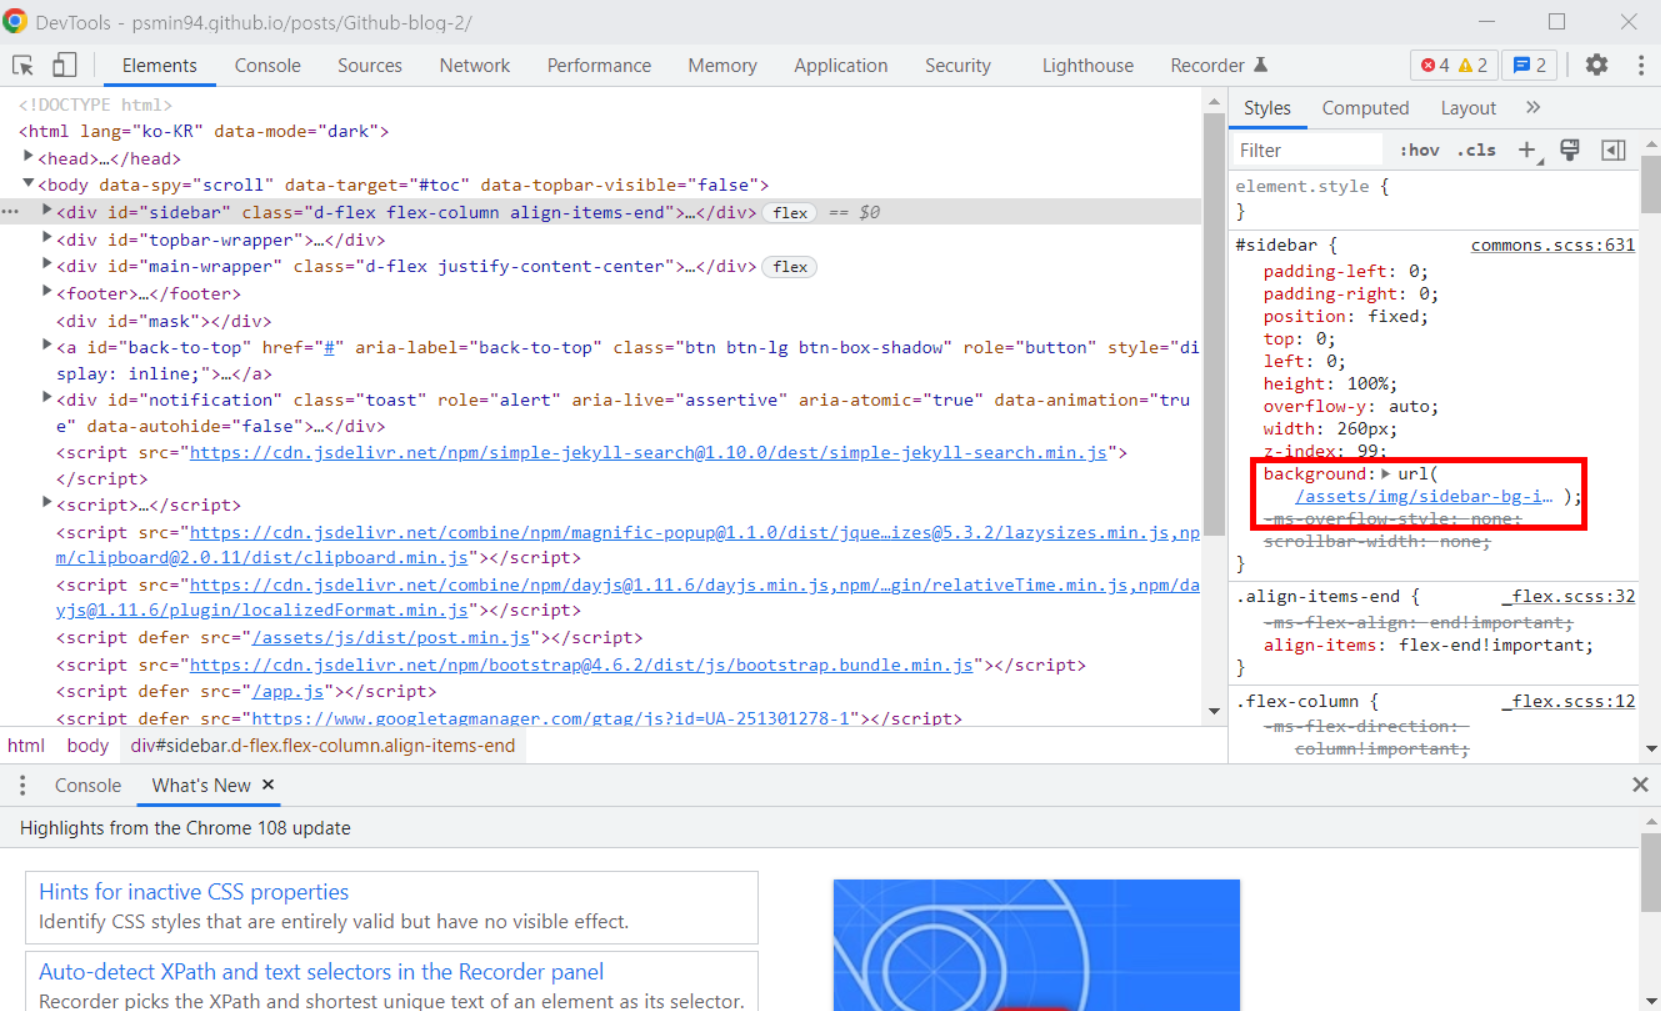 DevTools - psmin94.github.io/posts/Github-blog-2/
Elements Console Sources Network Performance Memory Application Security Lighthouse Recorder 4 2 2
<!DOCTYPE html>
<html lang="ko-KR" data-mode="dark">
<head>…</head>
<body data-spy="scroll" data-target="#toc" data-topbar-visible="false">
<div id="sidebar" class="d-flex flex-column align-items-end">…</div> flex == $0
<div id="topbar-wrapper">…</div>
<div id="main-wrapper" class="d-flex justify-content-center">…</div> flex
<footer>…</footer>
<div id="mask"></div>
<a id="back-to-top" href="#" aria-label="back-to-top" class="btn btn-lg btn-box-shadow" role="button" style="di
splay: inline;">…</a>
<div id="notification" class="toast" role="alert" aria-live="assertive" aria-atomic="true" data-animation="tru
e" data-autohide="false">…</div>
<script src="https://cdn.jsdelivr.net/npm/simple-jekyll-search@1.10.0/dest/simple-jekyll-search.min.js">
</script>
<script>…</script>
<script src="https://cdn.jsdelivr.net/combine/npm/magnific-popup@1.1.0/dist/jque…izes@5.3.2/lazysizes.min.js,np
m/clipboard@2.0.11/dist/clipboard.min.js"></script>
<script src="https://cdn.jsdelivr.net/combine/npm/dayjs@1.11.6/dayjs.min.js,npm/…gin/relativeTime.min.js,npm/da
yjs@1.11.6/plugin/localizedFormat.min.js"></script>
<script defer src="/assets/js/dist/post.min.js"></script>
<script src="https://cdn.jsdelivr.net/npm/bootstrap@4.6.2/dist/js/bootstrap.bundle.min.js"></script>
<script defer src="/app.js"></script>
<script defer src="https://www.googletagmanager.com/gtag/js?id=UA-251301278-1"></script>
html body div#sidebar.d-flex.flex-column.align-items-end
Styles Computed Layout
Filter :hov .cls
element.style {
}
#sidebar { commons.scss:631
padding-left: 0;
padding-right: 0;
position: fixed;
top: 0;
left: 0;
height: 100%;
overflow-y: auto;
width: 260px;
z-index: 99;
background: url(
/assets/img/sidebar-bg-i… );
-ms-overflow-style: none;
scrollbar-width: none;
}
.align-items-end { _flex.scss:32
-ms-flex-align: end!important;
align-items: flex-end!important;
}
.flex-column { _flex.scss:12
-ms-flex-direction:
column!important;
Console What's New
Highlights from the Chrome 108 update
Hints for inactive CSS properties
Identify CSS styles that are entirely valid but have no visible effect.
Auto-detect XPath and text selectors in the Recorder panel
Recorder picks the XPath and shortest unique text of an element as its selector.